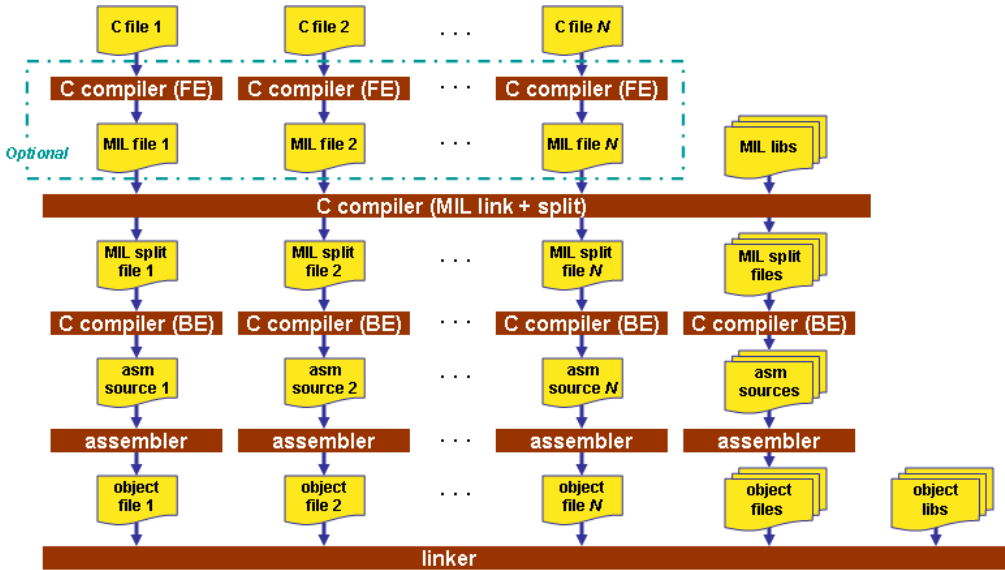 C file 1
C file 2
. . .
C file N
C compiler (FE)
C compiler (FE)
. . .
C compiler (FE)
Optional
MIL file 1
MIL file 2
. . .
MIL file N
MIL libs
C compiler (MIL link + split)
MIL split
file 1
MIL split
file 2
. . .
MIL split
file N
MIL split
files
C compiler (BE)
C compiler (BE)
. . .
C compiler (BE)
C compiler (BE)
asm
source 1
asm
source 2
. . .
asm
source N
asm
sources
assembler
assembler
. . .
assembler
assembler
object
file 1
object
file 2
. . .
object
file N
object
files
object
libs
linker